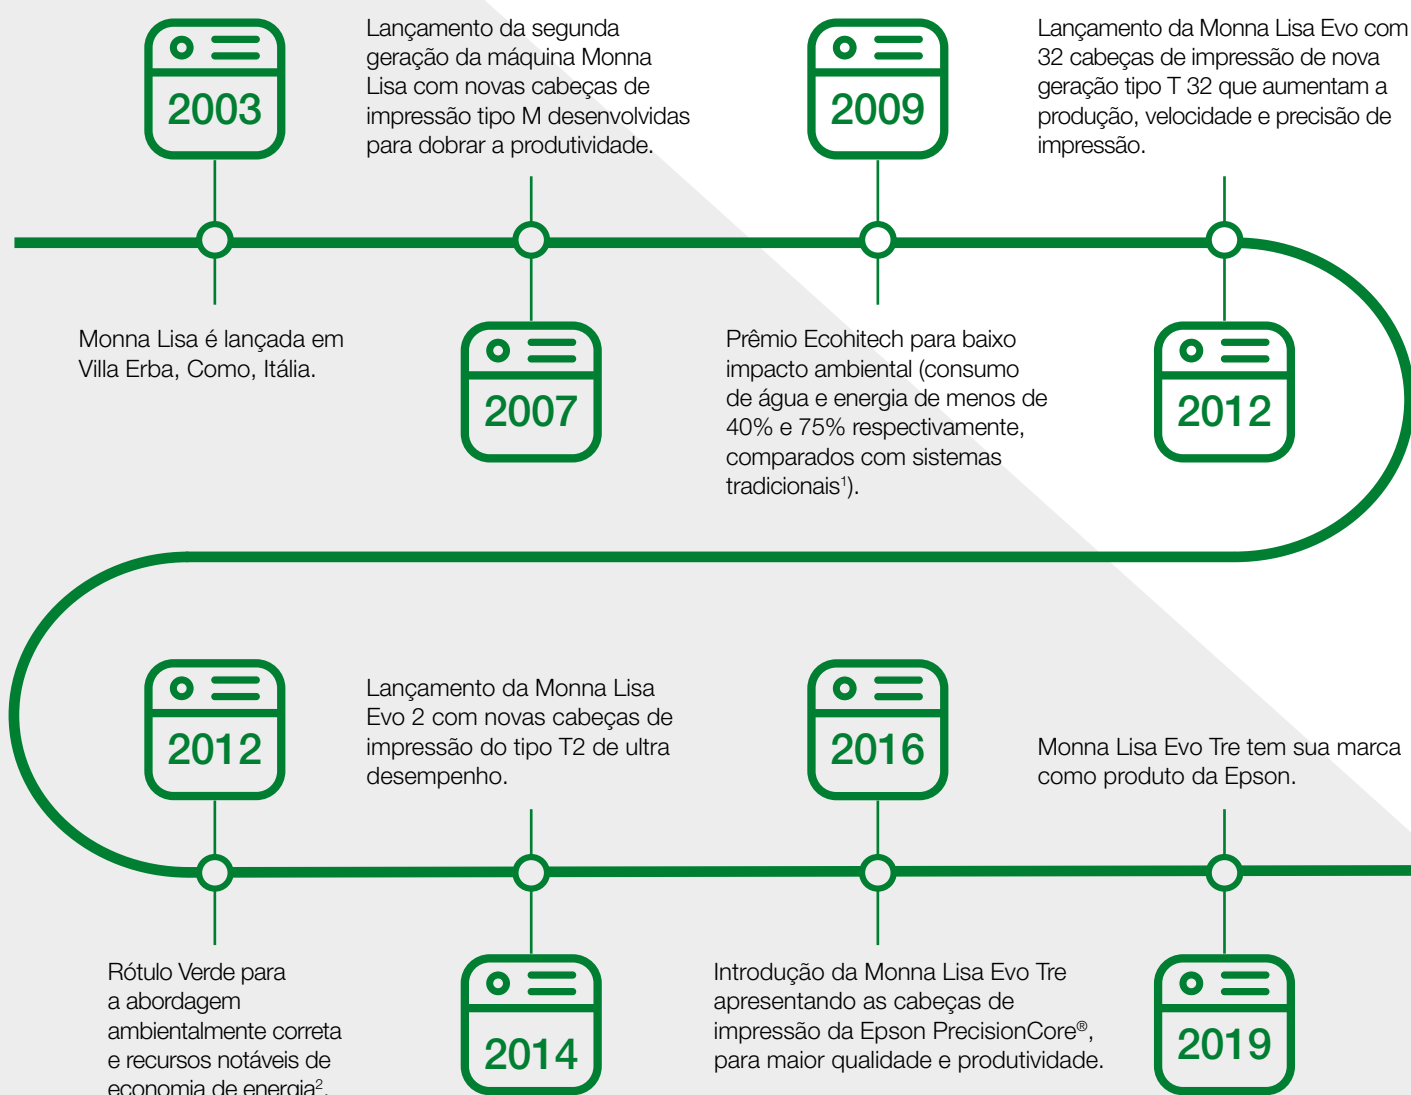 2003
Monna Lisa é lançada em
Villa Erba, Como, Itália.
Lançamento da segunda
geração da máquina Monna
Lisa com novas cabeças de
impressão tipo M desenvolvidas
para dobrar a produtividade.
2007
2009
Prêmio Ecohitech para baixo
impacto ambiental (consumo
de água e energia de menos de
40% e 75% respectivamente,
comparados com sistemas
tradicionais¹).
Lançamento da Monna Lisa Evo com
32 cabeças de impressão de nova
geração tipo T 32 que aumentam a
produção, velocidade e precisão de
impressão.
2012
2012
Rótulo Verde para
a abordagem
ambientalmente correta
e recursos notáveis de
economia de energia².
Lançamento da Monna Lisa
Evo 2 com novas cabeças de
impressão do tipo T2 de ultra
desempenho.
2014
2016
Introdução da Monna Lisa Evo Tre
apresentando as cabeças de
impressão da Epson PrecisionCore®,
para maior qualidade e produtividade.
Monna Lisa Evo Tre tem sua marca
como produto da Epson.
2019